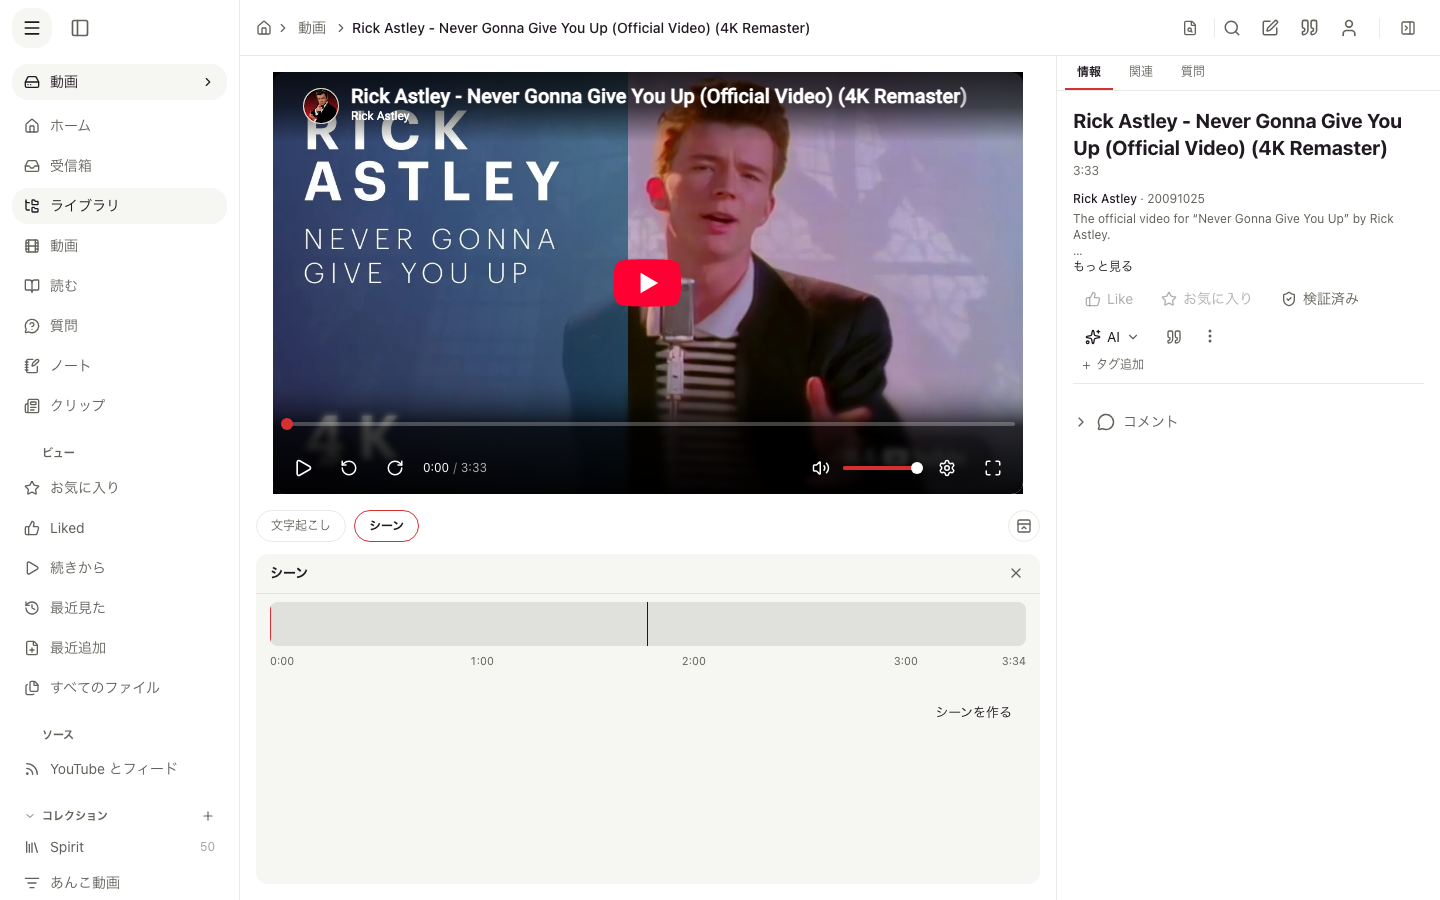 動画
ホーム
受信箱
ライブラリ
動画
読む
質問
ノート
クリップ
ビュー
お気に入り
Liked
続きから
最近見た
最近追加
すべてのファイル
ソース
YouTube とフィード
コレクション
Spirit 50
あんこ動画
動画 Rick Astley - Never Gonna Give You Up (Official Video) (4K Remaster)
Rick Astley - Never Gonna Give You Up (Official Video) (4K Remaster)
Rick Astley
RICK
ASTLEY
NEVER GONNA
GIVE YOU UP
4K
0:00 / 3:33
文字起こし シーン
シーン
0:00 1:00 2:00 3:00 3:34
シーンを作る
情報 関連 質問
Rick Astley - Never Gonna Give You
Up (Official Video) (4K Remaster)
3:33
Rick Astley · 20091025
The official video for “Never Gonna Give You Up” by Rick
Astley.
...
もっと見る
Like お気に入り 検証済み
AI
+ タグ追加
コメント